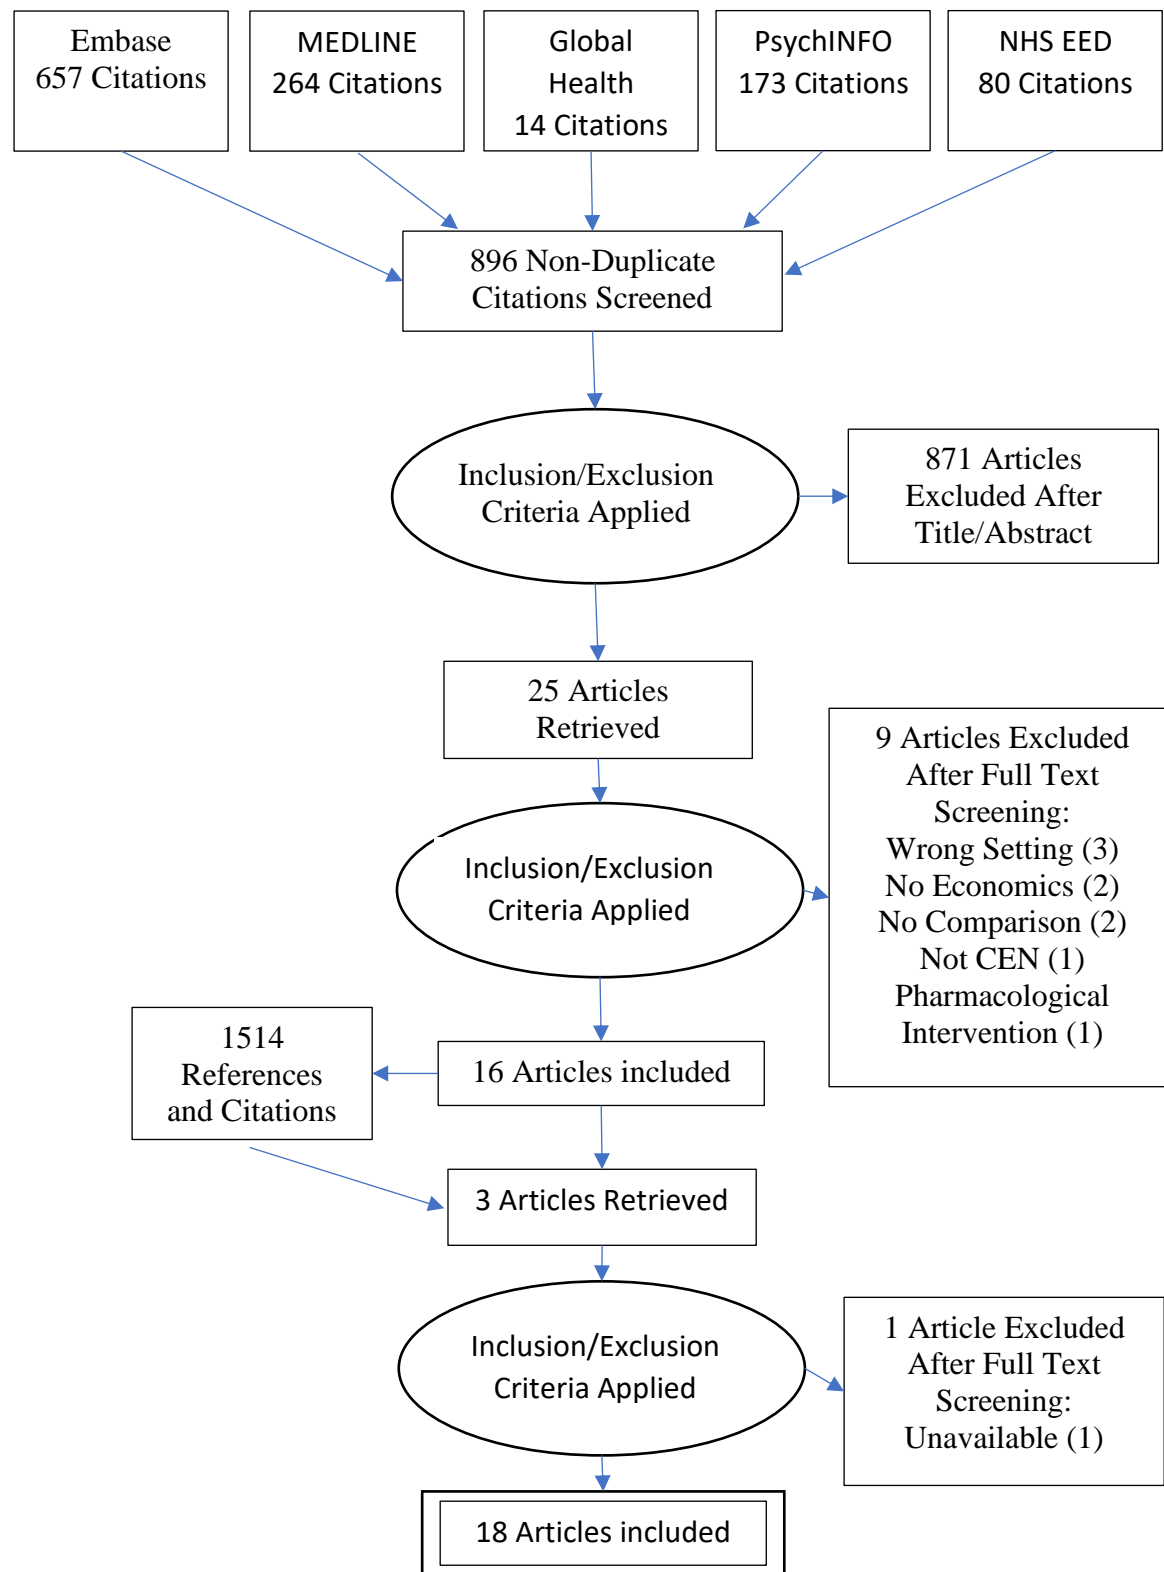 Embase
657 Citations
MEDLINE
264 Citations
Global
Health
14 Citations
PsychINFO
173 Citations
NHS EED
80 Citations
896 Non-Duplicate
Citations Screened
Inclusion/Exclusion
Criteria Applied
871 Articles
Excluded After
Title/Abstract
25 Articles
Retrieved
9 Articles Excluded
After Full Text
Screening:
Wrong Setting (3)
No Economics (2)
No Comparison (2)
Not CEN (1)
Pharmacological
Intervention (1)
Inclusion/Exclusion
Criteria Applied
16 Articles included
1514
References
and Citations
3 Articles Retrieved
Inclusion/Exclusion
Criteria Applied
1 Article Excluded
After Full Text
Screening:
Unavailable (1)
18 Articles included